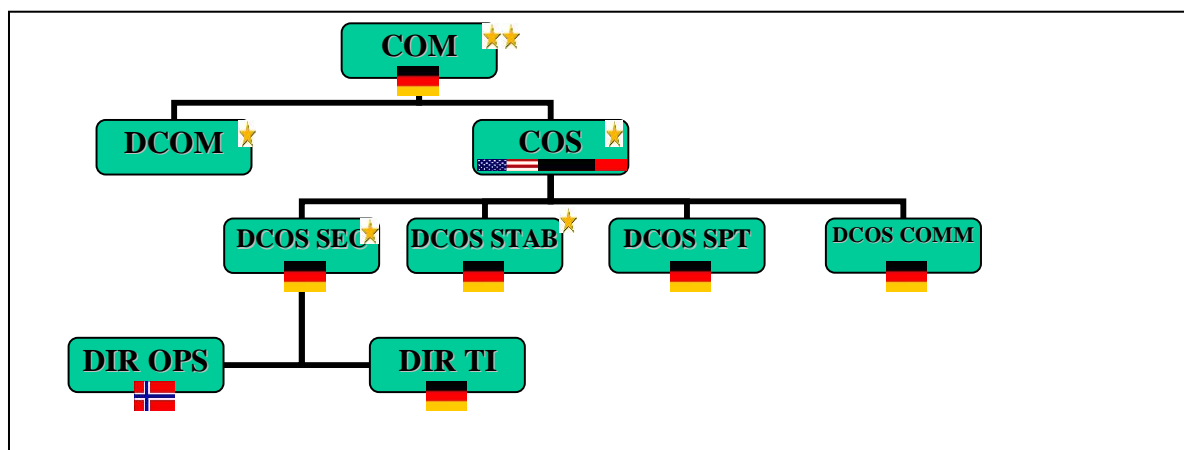 COM
DCOM
COS
DCOS SEC
DCOS STAB
DCOS SPT
DCOS COMM
DIR OPS
DIR TI